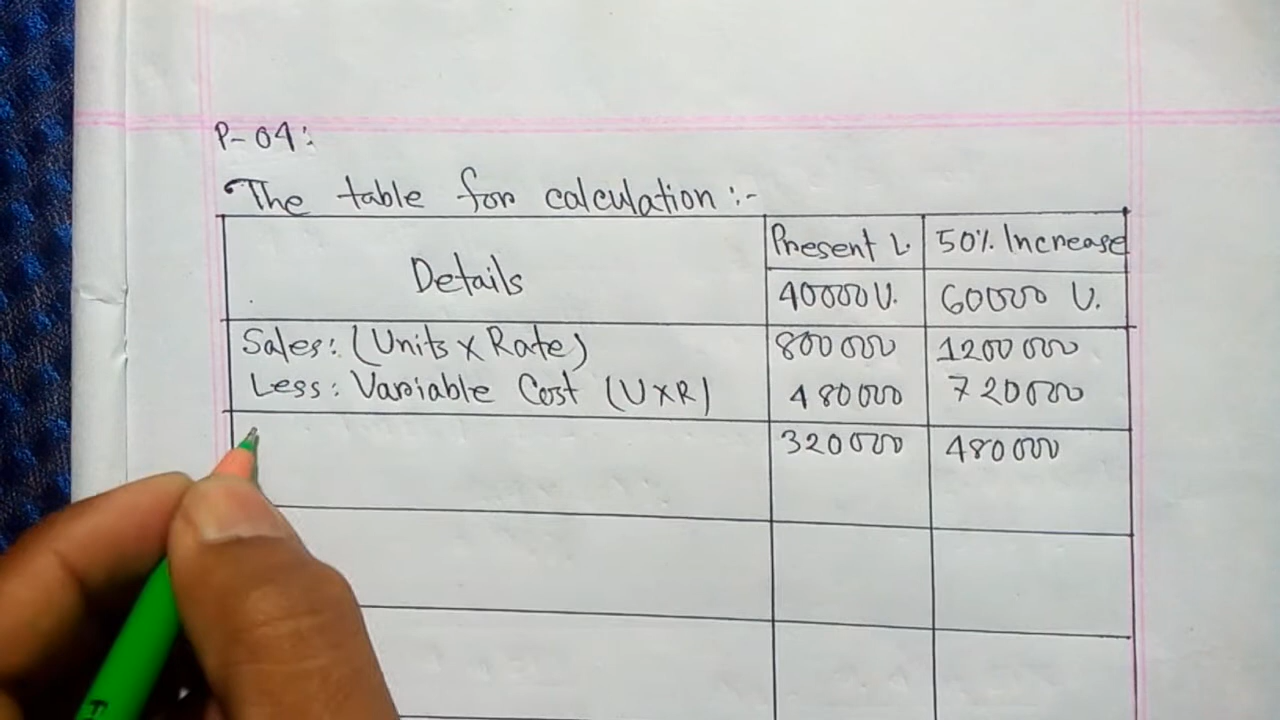 P-04:
The table for calculation :-
Details
Present L. 50% Increase
40000 U. 60000 U.
Sales: (Units x Rate) 800000 1200000
Less: Variable Cost (UXR) 480000 720000
320000 480000